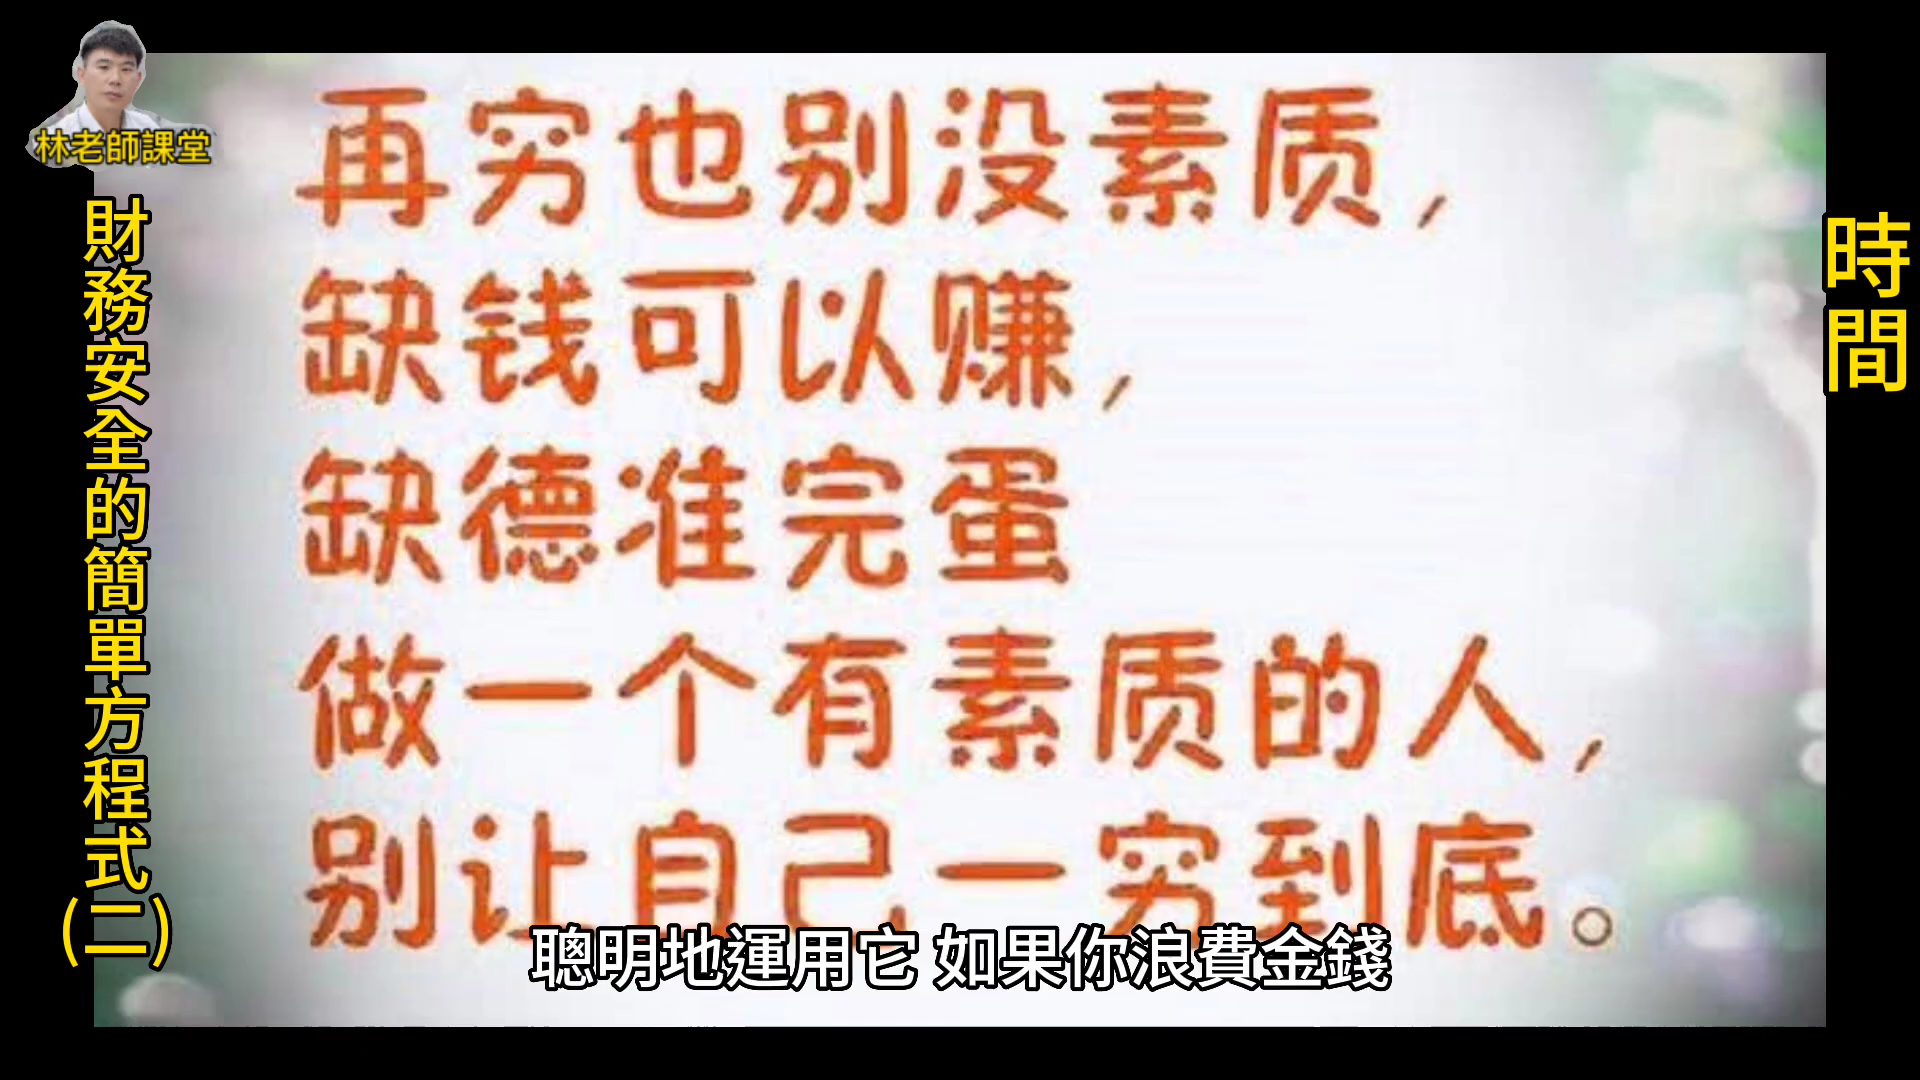 林老師課堂
財務安全的簡單方程式(二)
時間
再穷也别没素质，
缺钱可以赚，
缺德准完蛋
做一个有素质的人，
别让自己一穷到底。
聰明地運用它 如果你浪費金錢